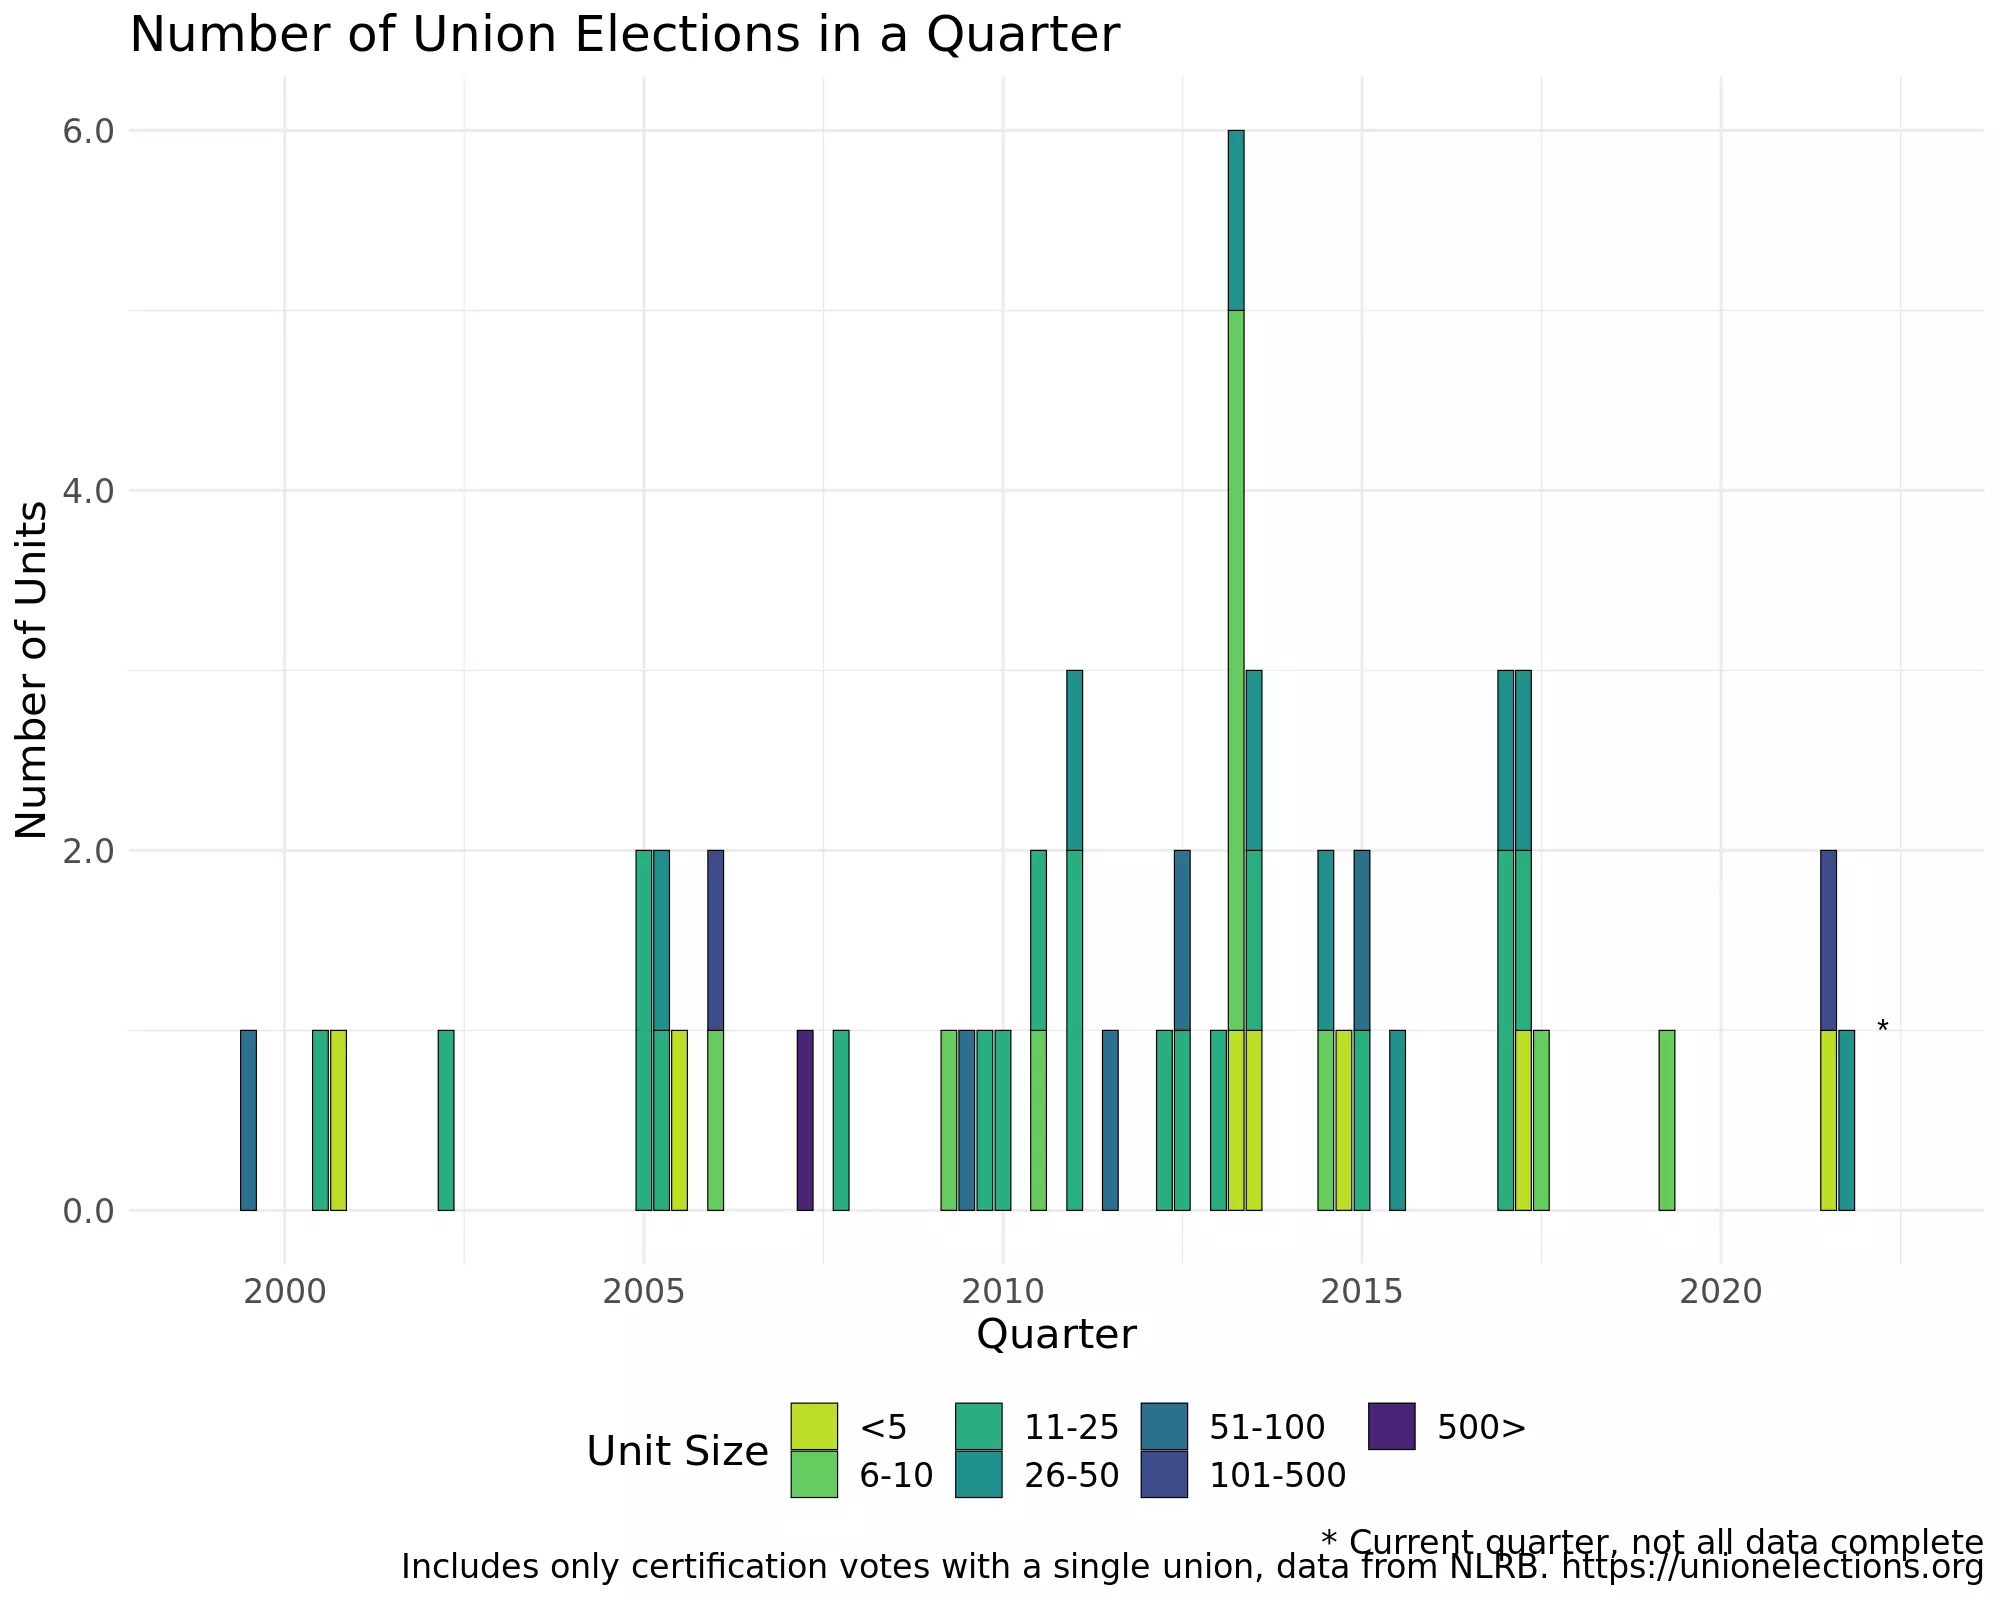 Number of Union Elections in a Quarter
6.0
4.0
2.0
0.0
Number of Units
*
2000 2005 2010 2015 2020
Quarter
Unit Size
<5 11-25 51-100 500>
6-10 26-50 101-500
* Current quarter, not all data complete
Includes only certification votes with a single union, data from NLRB. https://unionelections.org